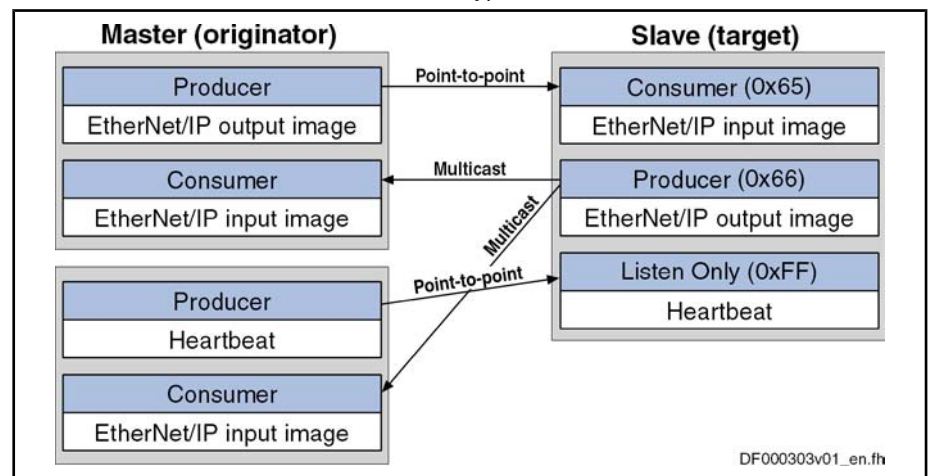 Master (originator)
Slave (target)
Producer
EtherNet/IP output image
Point-to-point
Consumer (0x65)
EtherNet/IP input image
Consumer
EtherNet/IP input image
Multicast
Producer (0x66)
EtherNet/IP output image
Multicast
Producer
Heartbeat
Point-to-point
Listen Only (0xFF)
Heartbeat
Consumer
EtherNet/IP input image
DF000303v01_en.fh